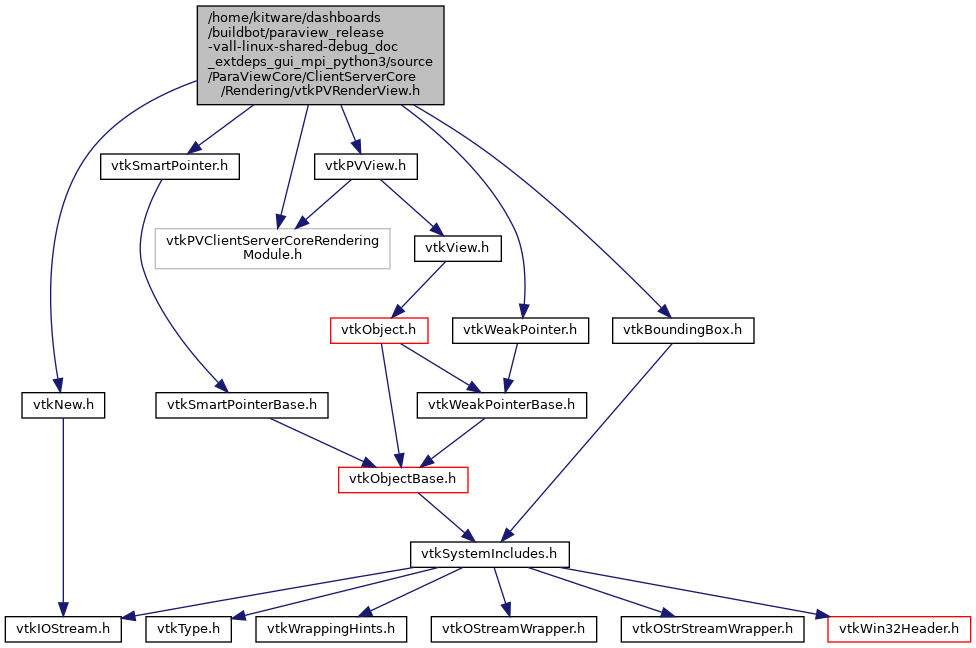 /home/kitware/dashboards
/buildbot/paraview_release
-vall-linux-shared-debug_doc
_extdeps_gui_mpi_python3/source
/ParaViewCore/ClientServerCore
/Rendering/vtkPVRenderView.h
vtkSmartPointer.h
vtkPVView.h
vtkPVClientServerCoreRendering
Module.h
vtkView.h
vtkObject.h
vtkWeakPointer.h
vtkBoundingBox.h
vtkNew.h
vtkSmartPointerBase.h
vtkWeakPointerBase.h
vtkObjectBase.h
vtkSystemIncludes.h
vtkIOStream.h
vtkType.h
vtkWrappingHints.h
vtkOStreamWrapper.h
vtkOStrStreamWrapper.h
vtkWin32Header.h